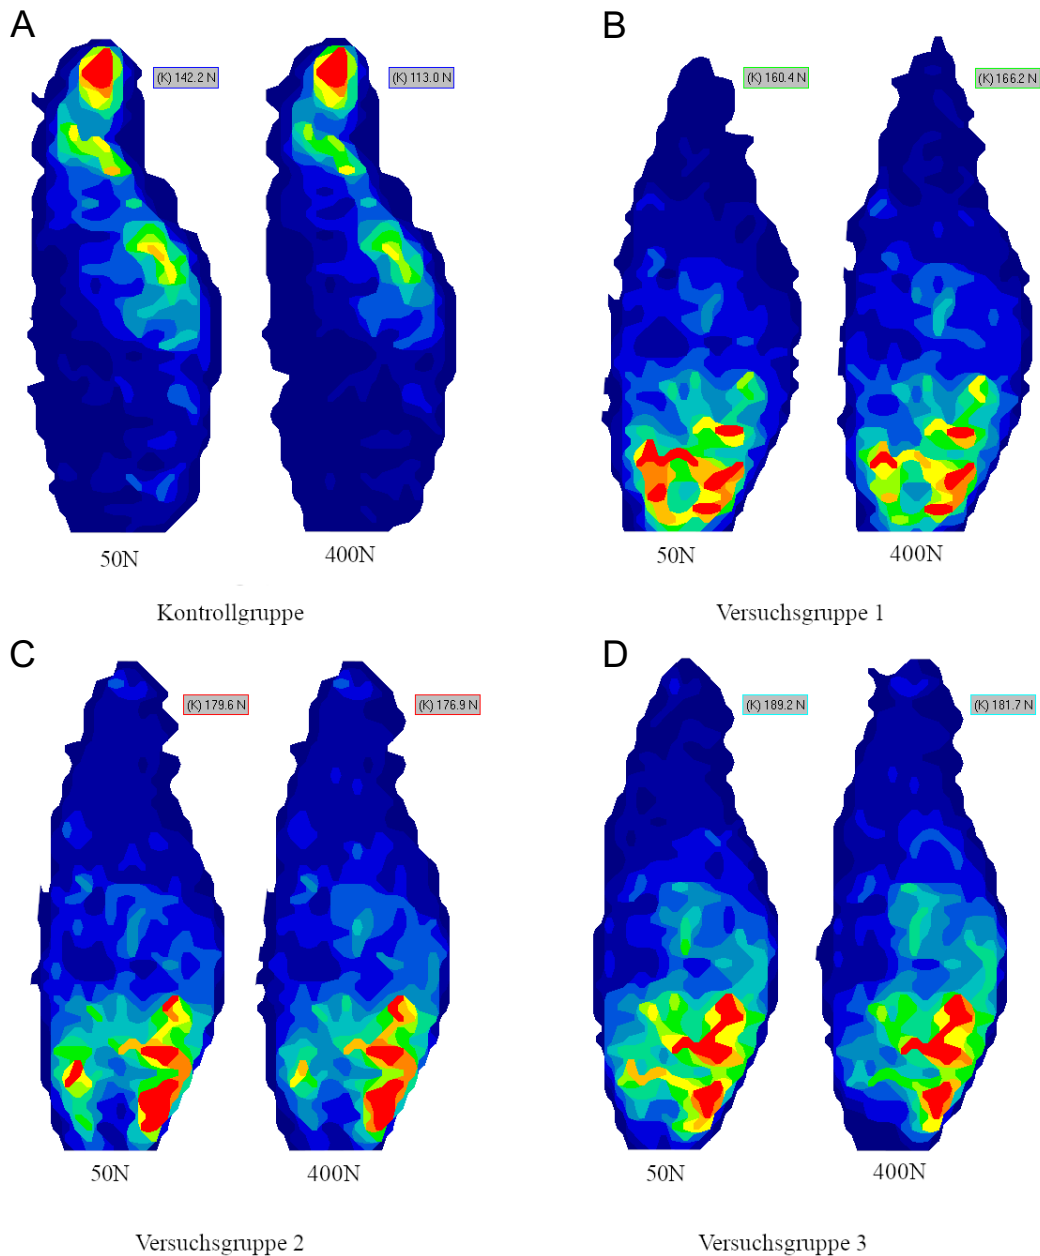 A
B
(K) 142.2 N
(K) 113.0 N
(K) 160.4 N
(K) 166.2 N
50N
400N
50N
400N
Kontrollgruppe
Versuchsgruppe 1
C
D
(K) 179.6 N
(K) 176.9 N
(K) 189.2 N
(K) 181.7 N
50N
400N
50N
400N
Versuchsgruppe 2
Versuchsgruppe 3